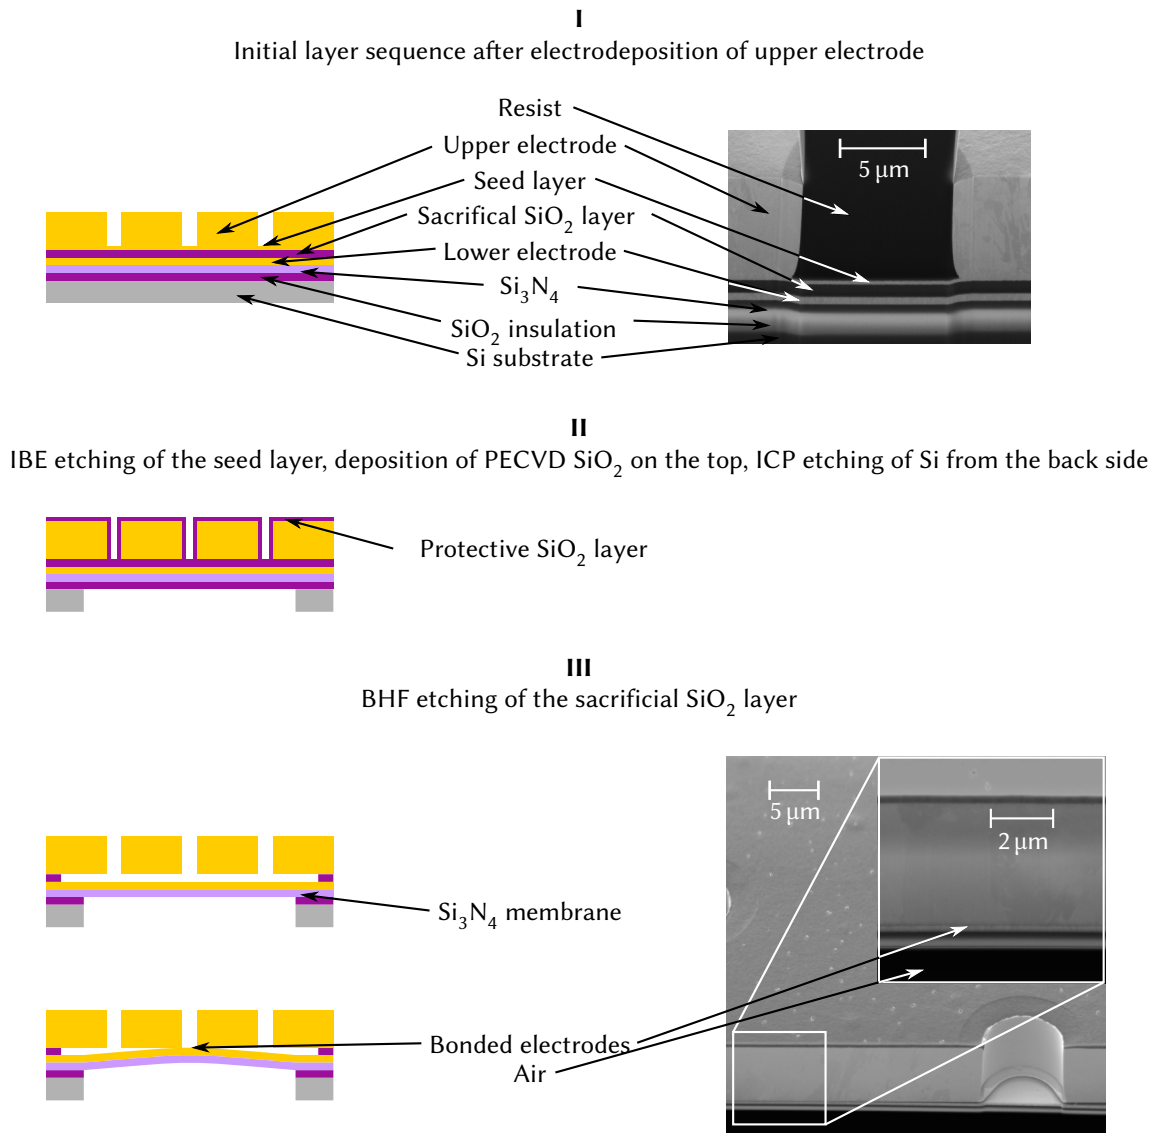 I
Initial layer sequence after electrodeposition of upper electrode
Resist
Upper electrode
Seed layer
Sacrifical SiO₂ layer
Lower electrode
Si₃N₄
SiO₂ insulation
Si substrate
5 µm
II
IBE etching of the seed layer, deposition of PECVD SiO₂ on the top, ICP etching of Si from the back side
Protective SiO₂ layer
III
BHF etching of the sacrificial SiO₂ layer
5 µm
2 µm
Si₃N₄ membrane
Bonded electrodes
Air